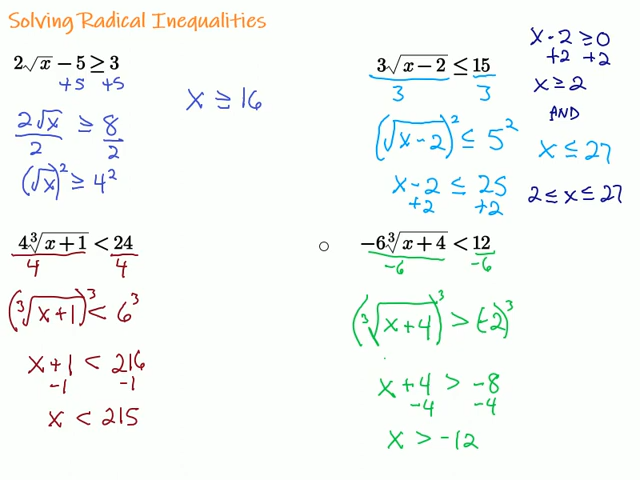 Solving Radical Inequalities
2√x − 5 ≥ 3
+5 +5
2√x ≥ 8
2 2
(√x)² ≥ 4²
x ≥ 16
3√(x − 2) ≤ 15
3 3
(√x − 2)² ≤ 5²
x − 2 ≤ 25
+2 +2
x − 2 ≥ 0
+2 +2
x ≥ 2
AND
x ≤ 27
2 ≤ x ≤ 27
4∛(x + 1) < 24
4 4
(∛x + 1)³ < 6³
x + 1 < 216
−1 −1
x < 215
−6∛(x + 4) < 12
−6 −6
(∛x + 4)³ > (−2)³
x + 4 > −8
−4 −4
x > −12